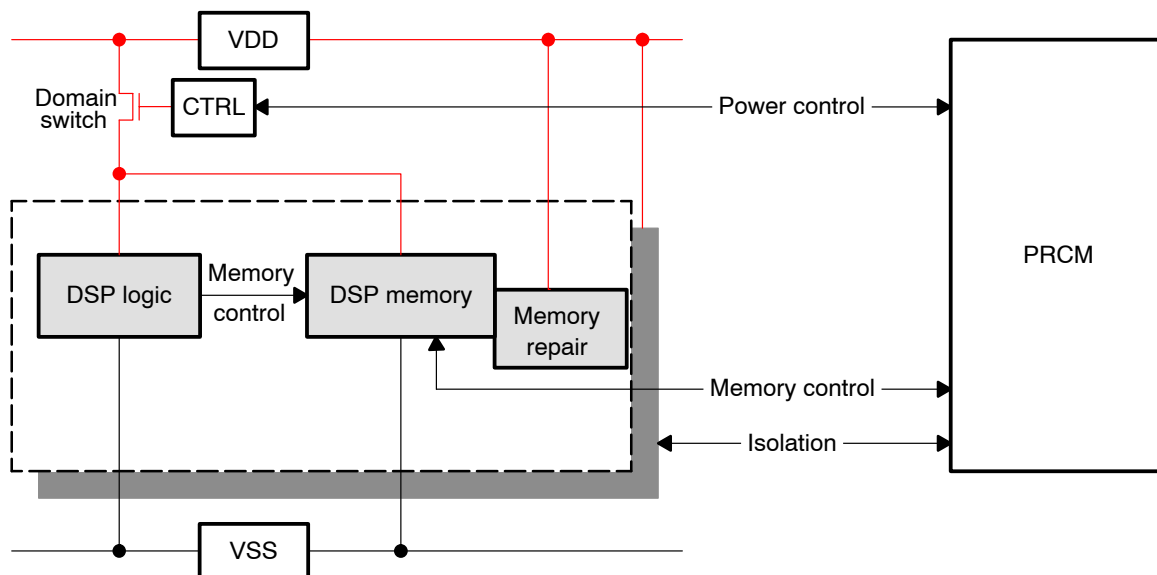 VDD
Domain
switch
CTRL
Power control
PRCM
DSP logic
Memory
control
DSP memory
Memory
repair
Memory control
Isolation
VSS